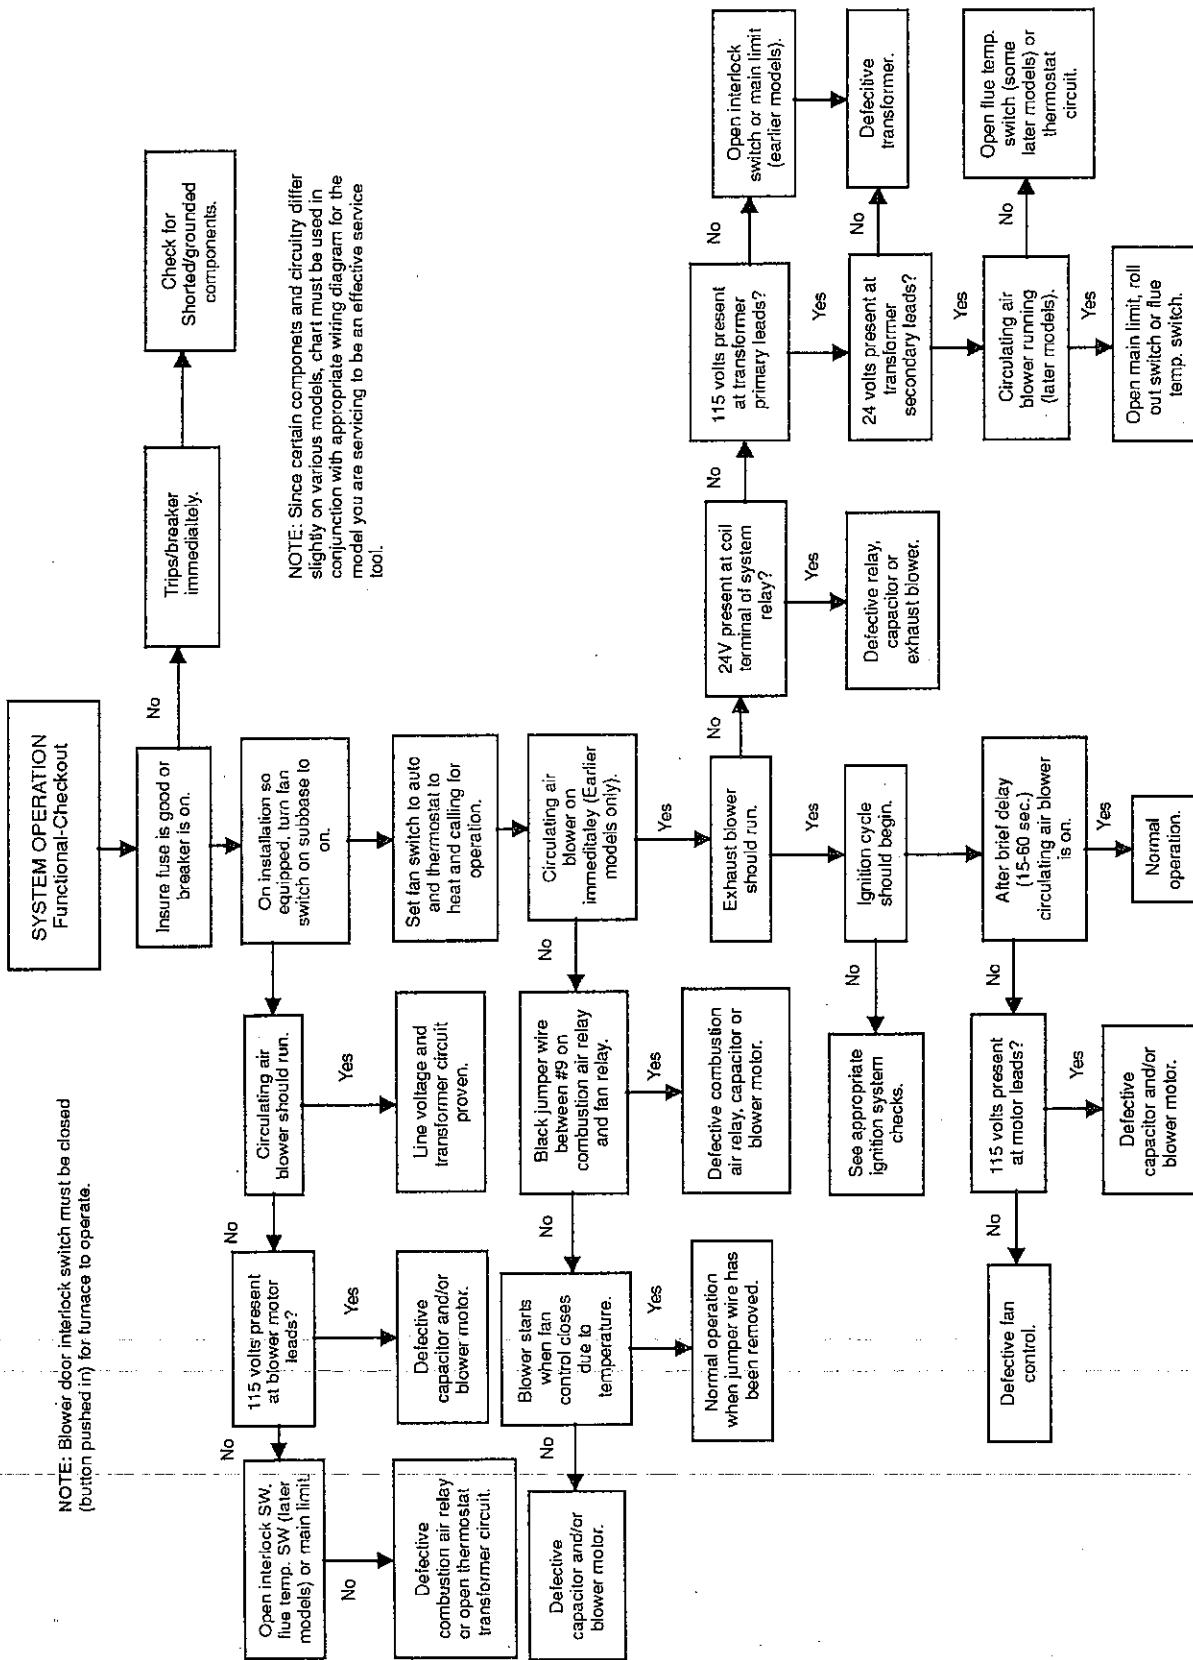 SYSTEM OPERATION
Functional-Checkout
NOTE: Blower door interlock switch must be closed
(button pushed in) for furnace to operate.
Insure fuse is good or
breaker is on.
No
Trips/breaker
immedialtely.
Check for
Shorted/grounded
components.
NOTE: Since certain componets and circuitry differ
slightly on various models, chart must be used in
conjunction with appropriate wiring diagram for the
model you are servicing to be an effective service
tool.
On installation so
equipped, turn fan
switch on subbase to
on.
Circulating air
blower should run.
Yes
Line voltage and
transformer circuit
proven.
No
115 volts present
at blower motor
leads?
Yes
Defective
capacitor and/or
blower motor.
No
Open interlock SW.
flue temp. SW (later
models) or main limit.
No
Defective
combustion air relay
or open thermostat
transformer circuit.
Set fan switch to auto
and thermostat to
heat and calling for
operation.
Circulating air
blower on
immeditaley (Earlier
models only).
No
Black jumper wire
between #9 on
combustion air relay
and fan relay.
Yes
Defective combustion
air relay, capacitor or
blower motor.
No
Blower starts
when fan
control closes
due to
temperature.
Yes
Normal operation
when jumper wire has
been removed.
No
Defective
capacitor and/or
blower motor.
Yes
Exhaust blower
should run.
No
24V present at coil
terminal of system
relay?
Yes
Defective relay,
capacitor or
exhaust blower.
No
115 volts present
at transformer
primary leads?
No
Open interlock
switch or main limit
(earlier models).
Yes
24 volts present at
transformer
secondary leads?
No
Defecitive
transformer.
Yes
Circulating air
blower running
(later models).
No
Open flue temp.
switch (some
later models) or
thermostat
circuit.
Yes
Open main limit, roll
out switch or flue
temp. switch.
Yes
Ignition cycle
should begin.
No
See appropriate
ignition system
checks.
Yes
After brief delay
(15-60 sec.)
circulating air blower
is on.
No
115 volts present
at motor leads?
Yes
Defective
capacitor and/or
blower motor.
No
Defective fan
control.
Yes
Normal
operation.